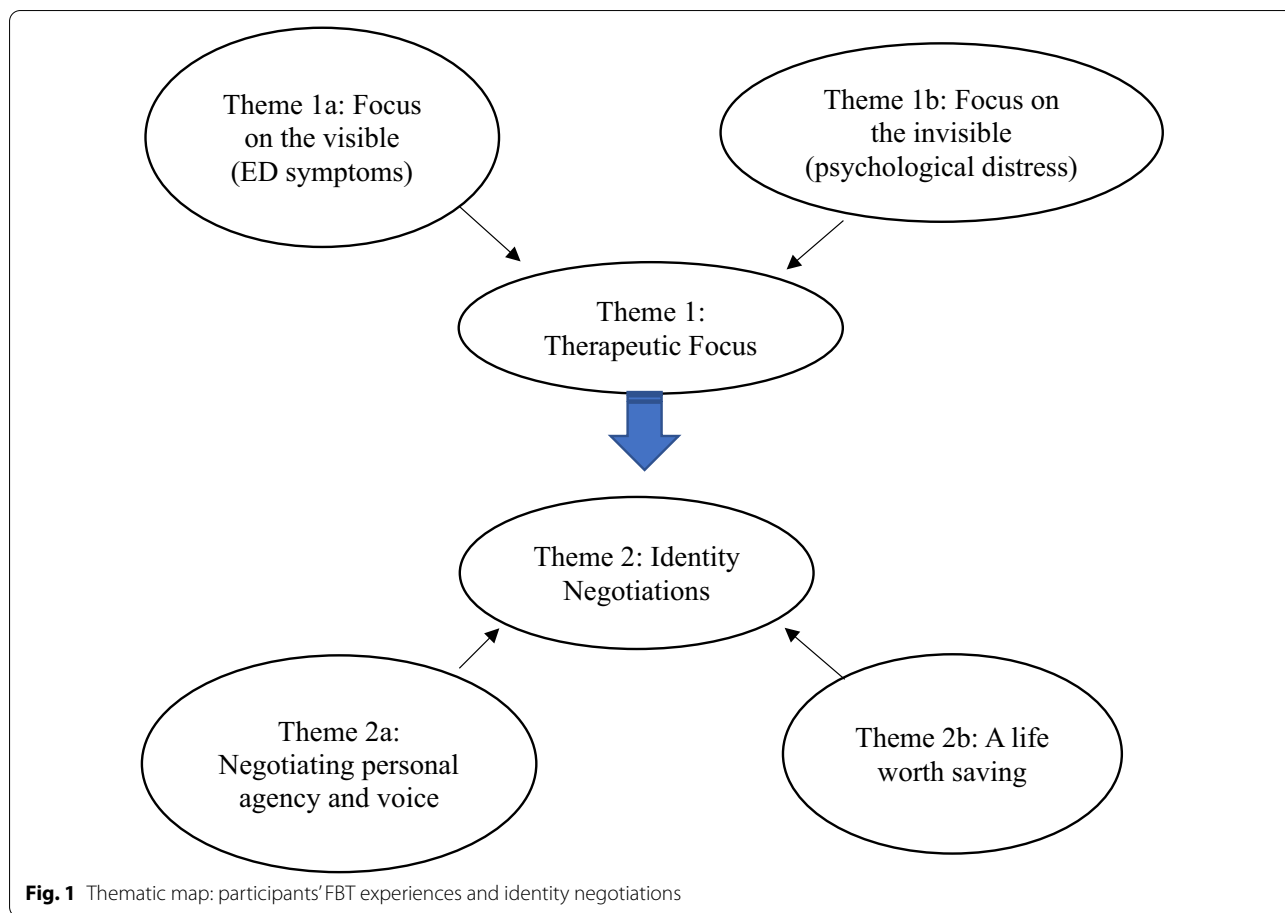 Theme 1a: Focus
on the visible
(ED symptoms)
Theme 1b: Focus on
the invisible
(psychological distress)
Theme 1:
Therapeutic Focus
Theme 2: Identity
Negotiations
Theme 2a:
Negotiating personal
agency and voice
Theme 2b: A life
worth saving
Fig. 1 Thematic map: participants’ FBT experiences and identity negotiations